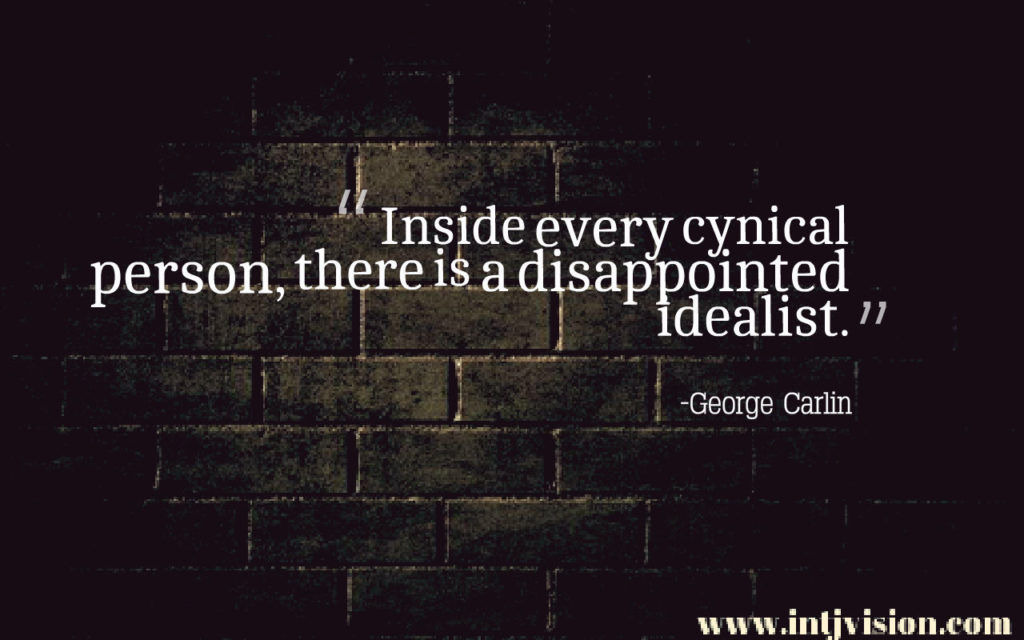 “Inside every cynical
person, there is a disappointed
idealist.”
-George Carlin
www.intjvision.com